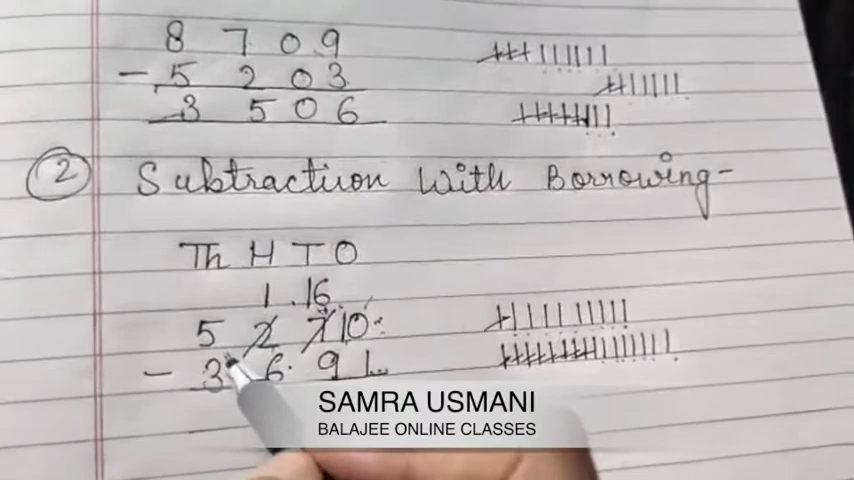 8 7 0 9
- 5 2 0 3
3 5 0 6
2 Subtraction With Borrowing-
Th H T O
1 16
5 2 7 10
- 3 6 9 1
SAMRA USMANI
BALAJEE ONLINE CLASSES